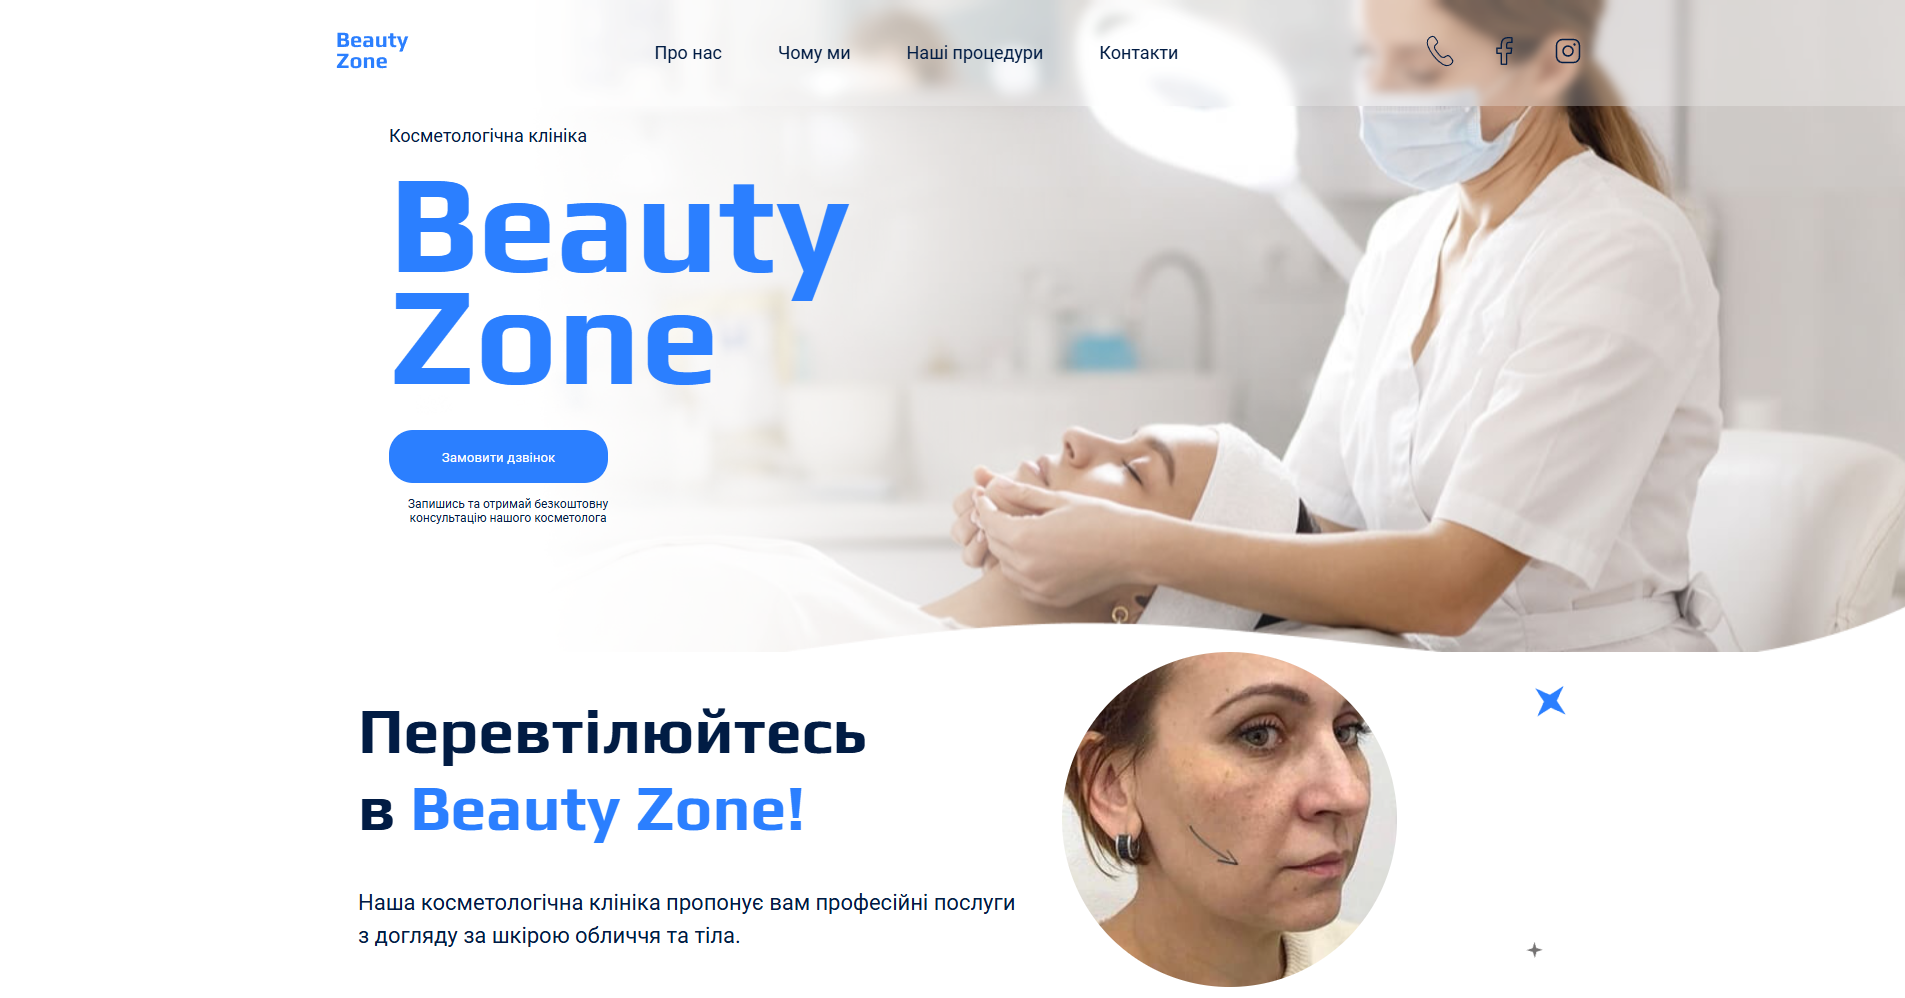 Beauty
Zone
Про нас
Чому ми
Наші процедури
Контакти
Косметологічна клініка
Beauty
Zone
Замовити дзвінок
Запишись та отримай безкоштовну
консультацію нашого косметолога
Перевтілюйтесь
в Beauty Zone!
Наша косметологічна клініка пропонує вам професійні послуги
з догляду за шкірою обличчя та тіла.